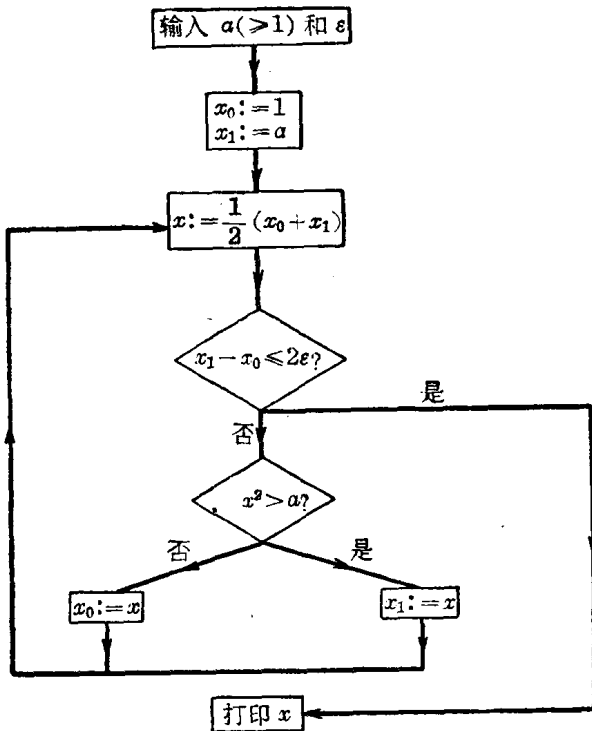 输入 a(⩾1) 和 ε
x₀:=1
x₁:=a
x:=\frac{1}{2}(x₀+x₁)
x₁-x₀⩽2ε?
是
否
x²>a?
否
是
x₀:=x
x₁:=x
打印 x